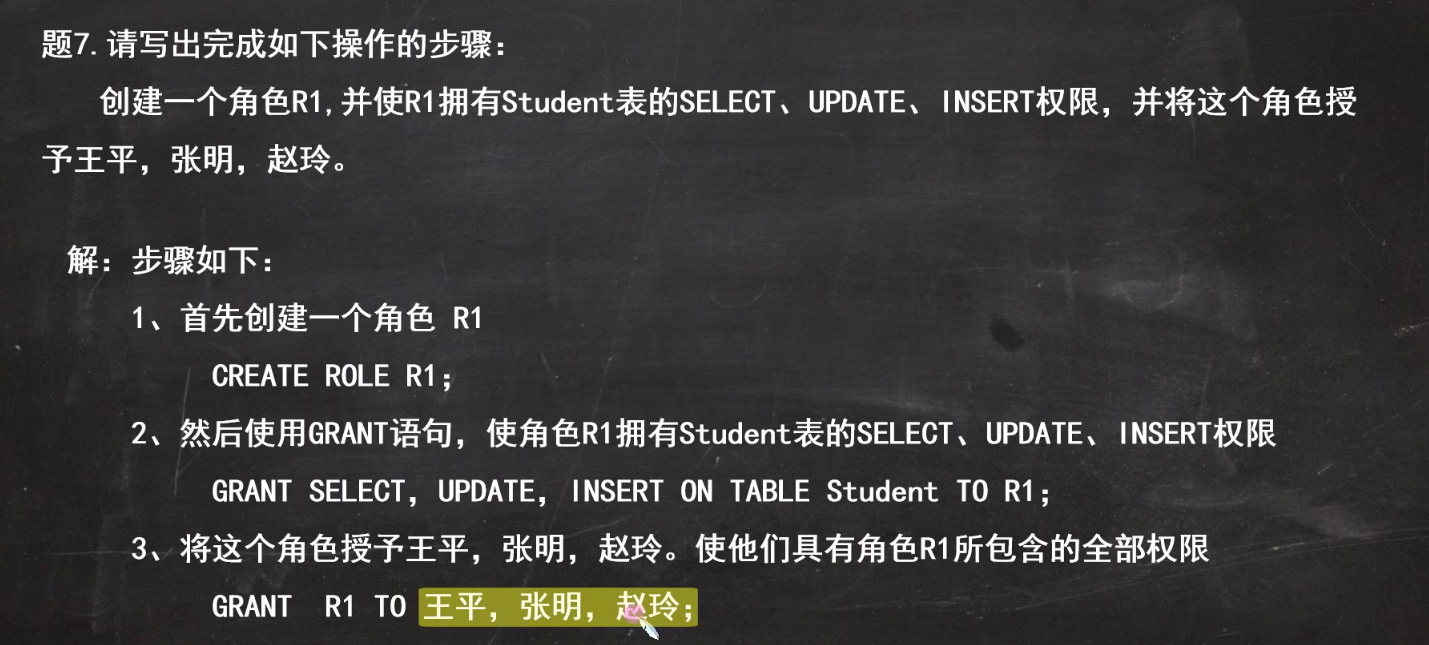 题7. 请写出完成如下操作的步骤：
创建一个角色R1,并使R1拥有Student表的SELECT、UPDATE、INSERT权限，并将这个角色授
予王平，张明，赵玲。
解：步骤如下：
1、首先创建一个角色 R1
CREATE ROLE R1；
2、然后使用GRANT语句，使角色R1拥有Student表的SELECT、UPDATE、INSERT权限
GRANT SELECT，UPDATE，INSERT ON TABLE Student TO R1；
3、将这个角色授予王平，张明，赵玲。使他们具有角色R1所包含的全部权限
GRANT  R1 TO 王平，张明，赵玲；